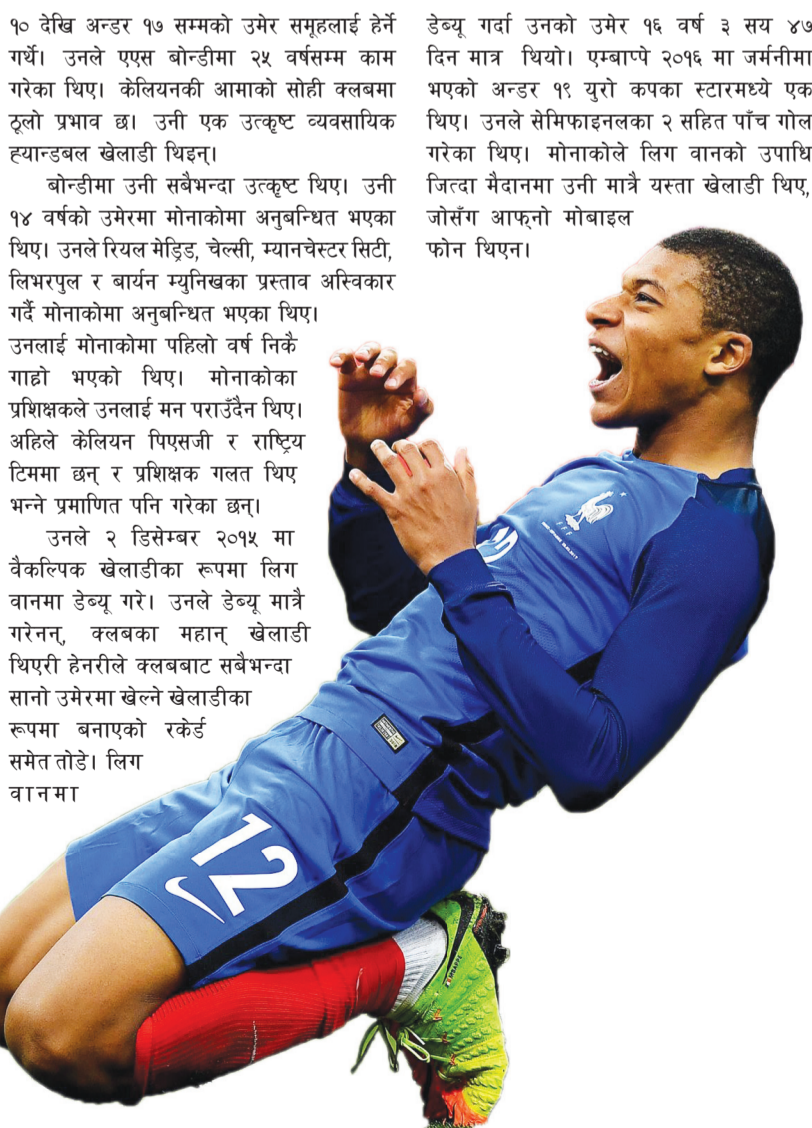 १० देखि अन्डर १७ सम्मको उमेर समूहलाई हेर्ने
गर्थे। उनले एएस बोन्डीमा २५ वर्षसम्म काम
गरेका थिए। केलियनकी आमाको सोही क्लबमा
ठूलो प्रभाव छ। उनी एक उत्कृष्ट व्यवसायिक
ह्यान्डबल खेलाडी थिइन्।
बोन्डीमा उनी सबैभन्दा उत्कृष्ट थिए। उनी
१४ वर्षको उमेरमा मोनाकोमा अनुबन्धित भएका
थिए। उनले रियल मेड्रिड, चेल्सी, म्यानचेस्टर सिटी,
लिभरपुल र बार्यन म्युनिखका प्रस्ताव अस्विकार
गर्दै मोनाकोमा अनुबन्धित भएका थिए।
उनलाई मोनाकोमा पहिलो वर्ष निकै
गाह्रो भएको थिए। मोनाकोका
प्रशिक्षकले उनलाई मन पराउँदैन थिए।
अहिले केलियन पिएसजी र राष्ट्रिय
टिममा छन् र प्रशिक्षक गलत थिए
भन्ने प्रमाणित पनि गरेका छन्।
उनले २ डिसेम्बर २०१५ मा
वैकल्पिक खेलाडीका रूपमा लिग
वानमा डेब्यू गरे। उनले डेब्यू मात्रै
गरेनन्, क्लबका महान् खेलाडी
थिएरी हेनरीले क्लबबाट सबैभन्दा
सानो उमेरमा खेल्ने खेलाडीका
रूपमा बनाएको रकेर्ड
समेत तोडे। लिग
वानमा
डेब्यू गर्दा उनको उमेर १६ वर्ष ३ सय ४७
दिन मात्र थियो। एम्बाप्पे २०१६ मा जर्मनीमा
भएको अन्डर १९ युरो कपका स्टारमध्ये एक
थिए। उनले सेमिफाइनलका २ सहित पाँच गोल
गरेका थिए। मोनाकोले लिग वानको उपाधि
जित्दा मैदानमा उनी मात्रै यस्ता खेलाडी थिए,
जोसँग आफ्नो मोबाइल
फोन थिएन।
FFF
12
MBAPPE